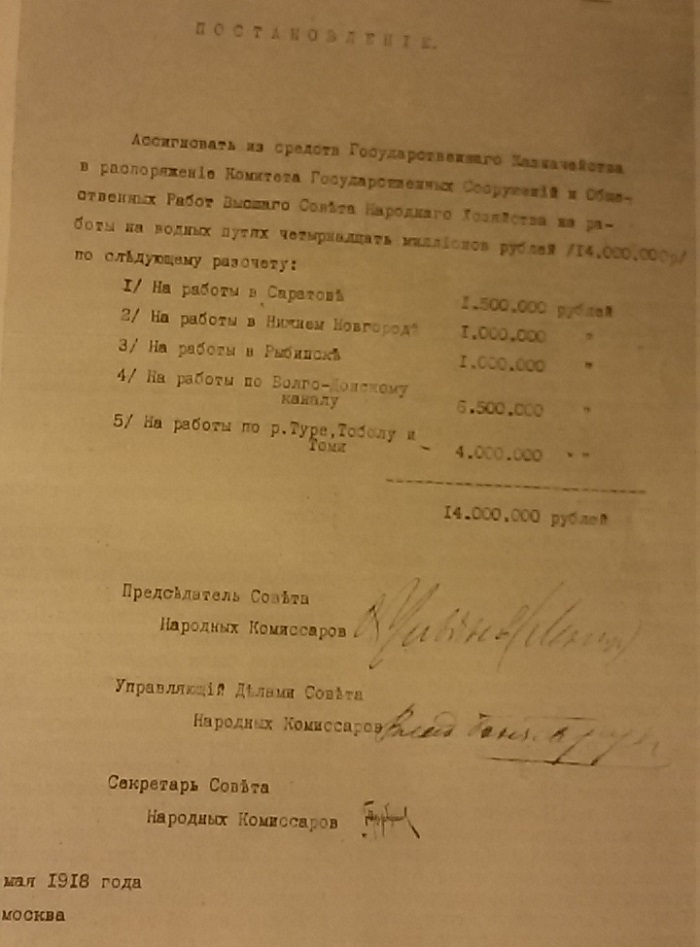 ПОСТАНОВЛЕНІЕ.
Ассигновать из средств Государственнаго Казначейства
в распоряженіе Комитета Государственных Сооруженій и Обще-
ственных Работ Высшаго Совѣта Народнаго Хозяйства на ра-
боты на водных путях четырнадцать милліонов рублей /14.000.000р/
по слѣдующему разсчету:
1/ На работы в Саратовѣ 1.500.000 рублей
2/ На работы в Нижнем Новгородѣ 1.000.000 "
3/ На работы в Рыбинскѣ 1.000.000 "
4/ На работы по Волго-Донскому
каналу 6.500.000 "
5/ На работы по р.Туре,Тоболу и
Томи 4.000.000 " "
14.000.000 рублей
Предсѣдатель Совѣта
Народных Комиссаров В. Ульянов (Ленин)
Управляющій Дѣлами Совѣта
Народных Комиссаров Влад Бонч-Бруевич
Секретарь Совѣта
Народных Комиссаров
мая 1918 года
москва